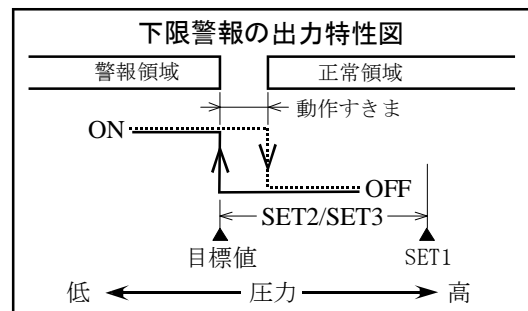 下限警報の出力特性図
警報領域
正常領域
動作すきま
ON
OFF
SET2/SET3
目標値
SET1
低
圧力
高